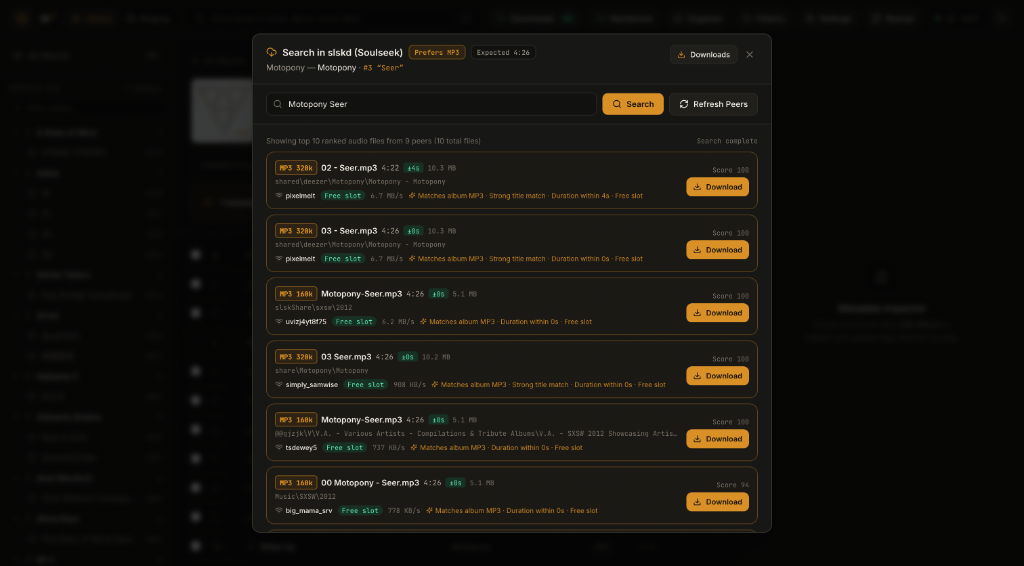 Search in slskd (Soulseek) Prefers MP3 Expected 4:26 Downloads
Motopony — Motopony · #3 "Seer"
Motopony Seer Search Refresh Peers
Showing top 10 ranked audio files from 9 peers (10 total files) Search complete
MP3 320k 02 - Seer.mp3 4:22 ±4s 10.3 MB Score 100
shared\deezer\Motopony\Motopony - Motopony Download
pixelmelt Free slot 6.7 MB/s Matches album MP3 · Strong title match · Duration within 4s · Free slot
MP3 320k 03 - Seer.mp3 4:26 ±0s 10.3 MB Score 100
shared\deezer\Motopony\Motopony - Motopony Download
pixelmelt Free slot 6.7 MB/s Matches album MP3 · Strong title match · Duration within 0s · Free slot
MP3 160k Motopony-Seer.mp3 4:26 ±0s 5.1 MB Score 100
slskShare\sxsw\2012 Download
uvizj4yt8f75 Free slot 6.2 MB/s Matches album MP3 · Duration within 0s · Free slot
MP3 320k 03 Seer.mp3 4:26 ±0s 10.2 MB Score 100
share\Motopony\Motopony Download
simply_samwise Free slot 908 KB/s Matches album MP3 · Strong title match · Duration within 0s · Free slot
MP3 160k Motopony-Seer.mp3 4:26 ±0s 5.1 MB Score 100
@@gjzjk\V\V.A. - Various Artists - Compilations & Tribute Albums\V.A. - SXSW 2012 Showcasing Artis… Download
tsdewey5 Free slot 737 KB/s Matches album MP3 · Duration within 0s · Free slot
MP3 160k 00 Motopony - Seer.mp3 4:26 ±0s 5.1 MB Score 94
Music\SXSW\2012 Download
big_mama_srv Free slot 778 KB/s Matches album MP3 · Duration within 0s · Free slot